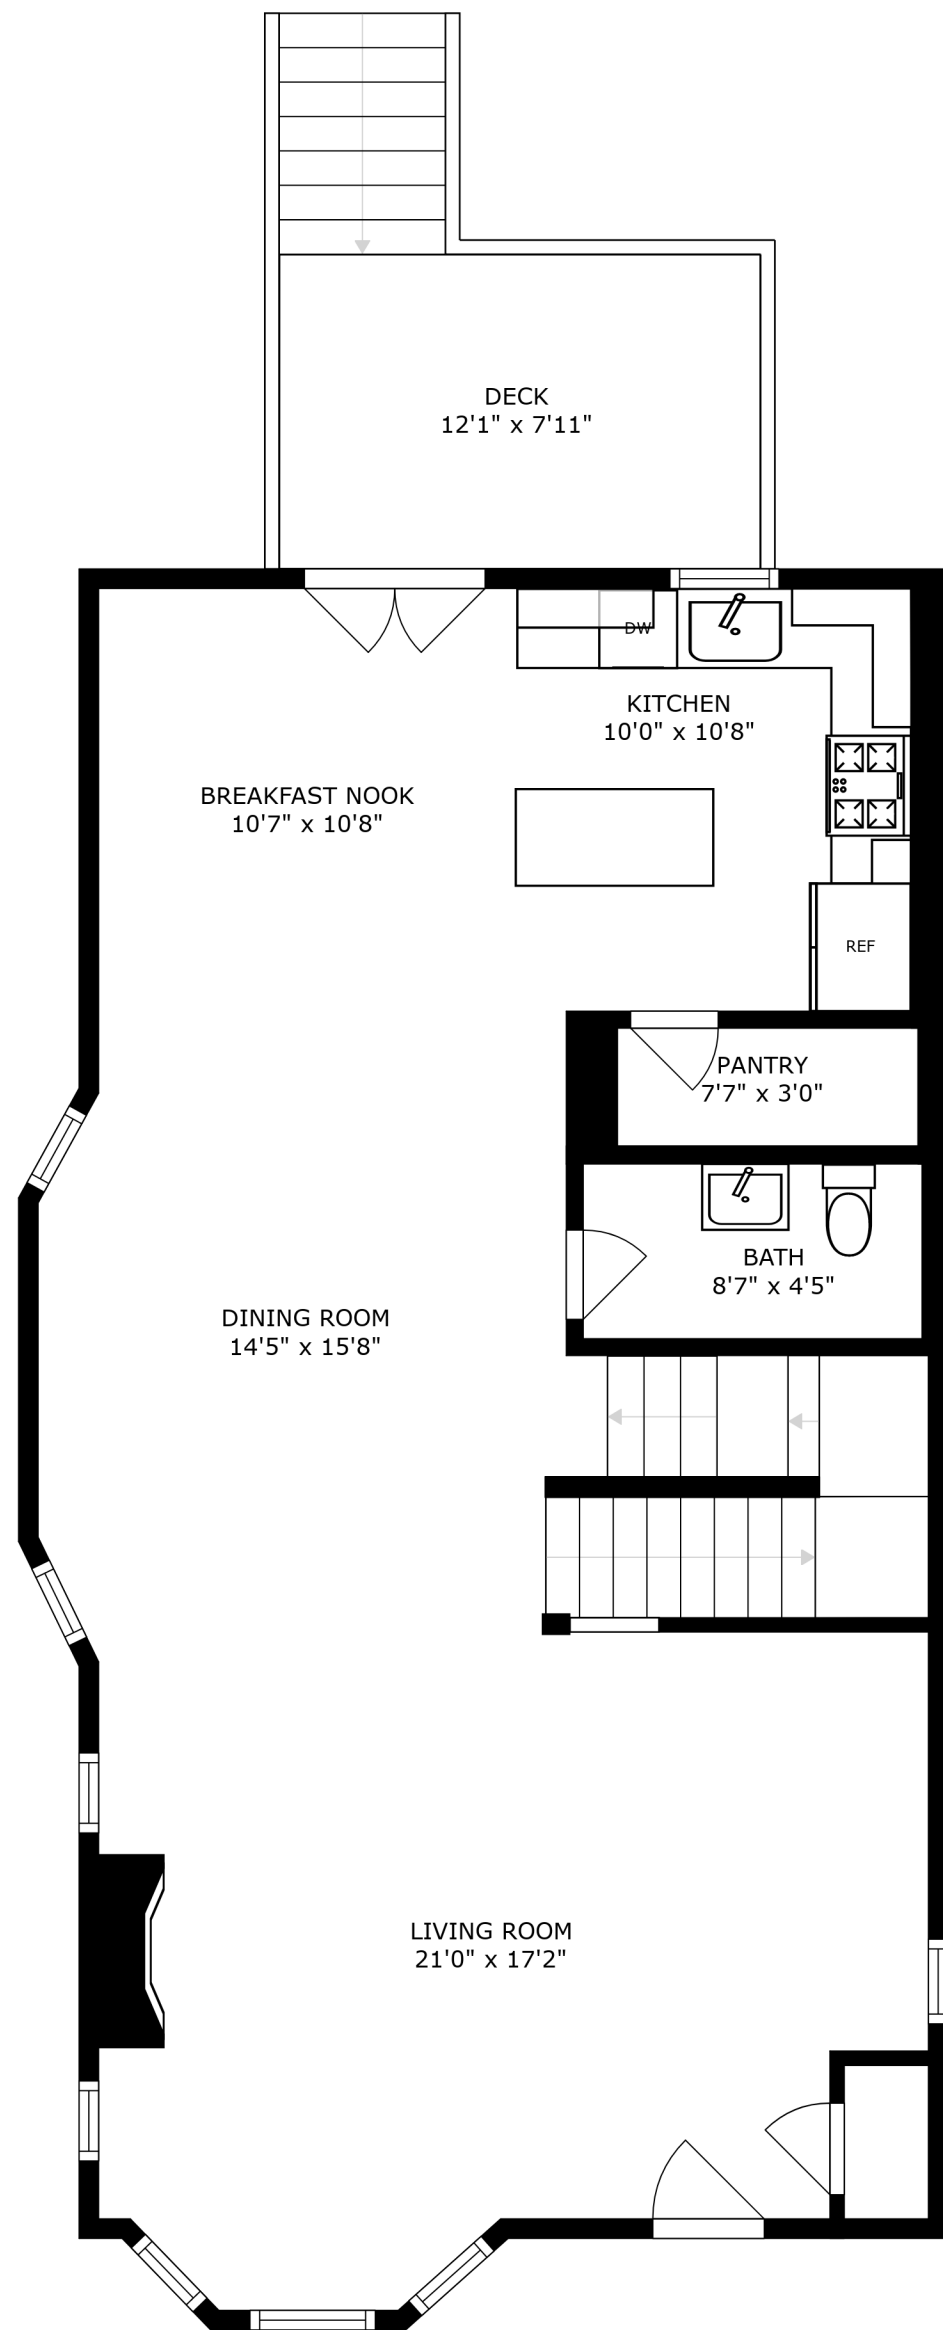 DECK
12'1" x 7'11"
DW
KITCHEN
10'0" x 10'8"
BREAKFAST NOOK
10'7" x 10'8"
REF
PANTRY
7'7" x 3'0"
BATH
8'7" x 4'5"
DINING ROOM
14'5" x 15'8"
LIVING ROOM
21'0" x 17'2"